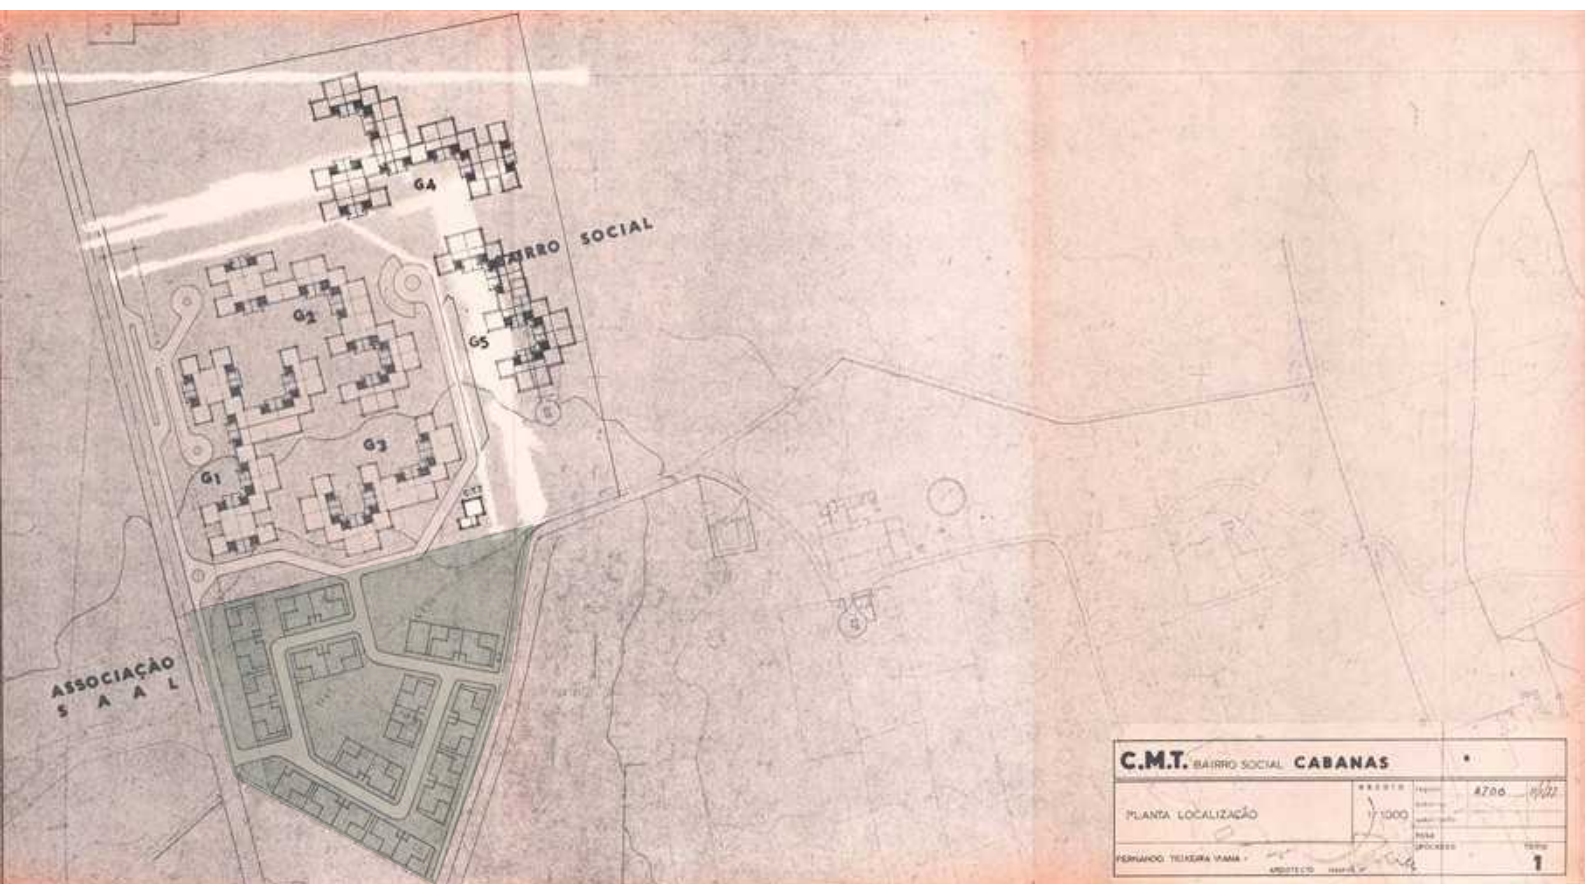 G4
BAIRRO SOCIAL
G2
G5
G3
G1
ASSOCIAÇÃO
S A A L
C.M.T. BAIRRO SOCIAL CABANAS
PLANTA LOCALIZAÇÃO
1/1000
FERNANDO TEIXEIRA VIANA -
ARQUITECTO
1